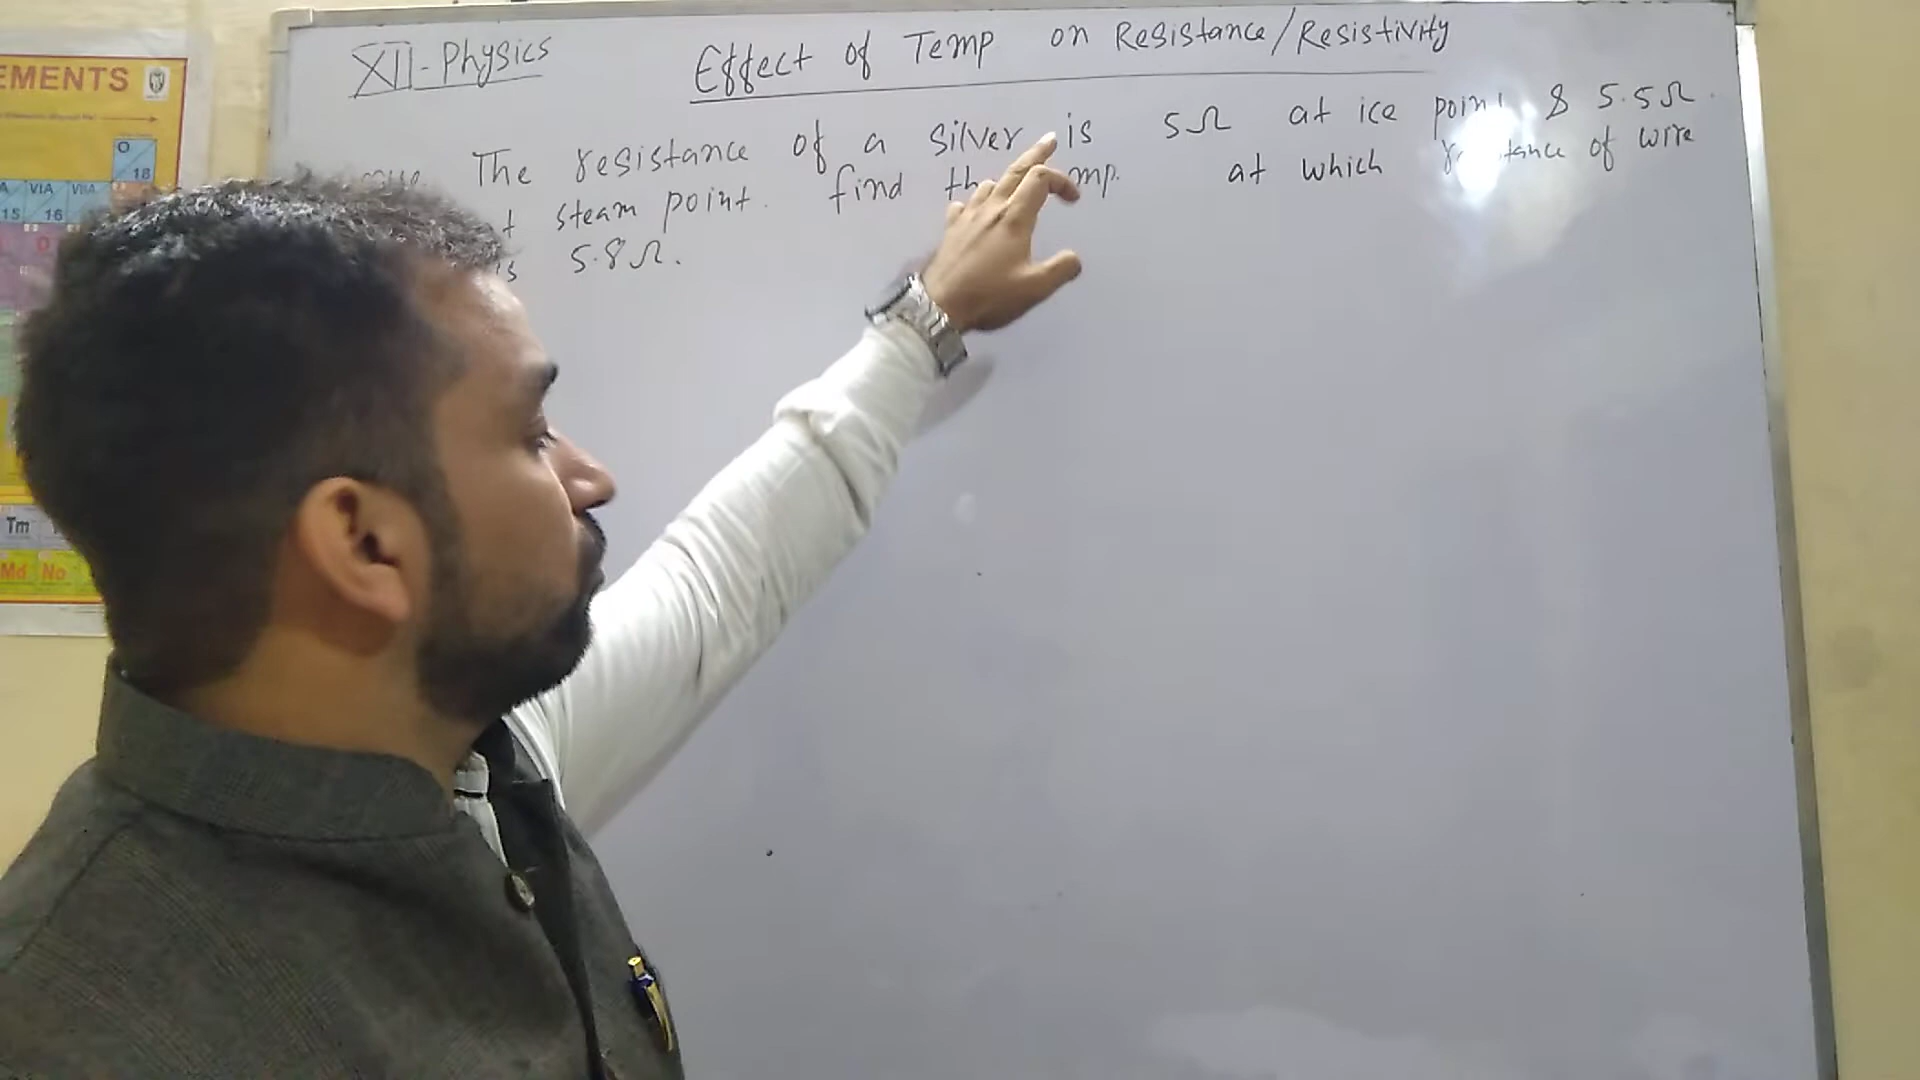 XII-Physics
Effect of Temp on Resistance/Resistivity
The resistance of a silver is 5Ω at ice point & 5.5Ω
steam point. find at which of wire
5.8Ω.
EMENTS
O
18
A VIA VIIA
15 16
Tm
Md No